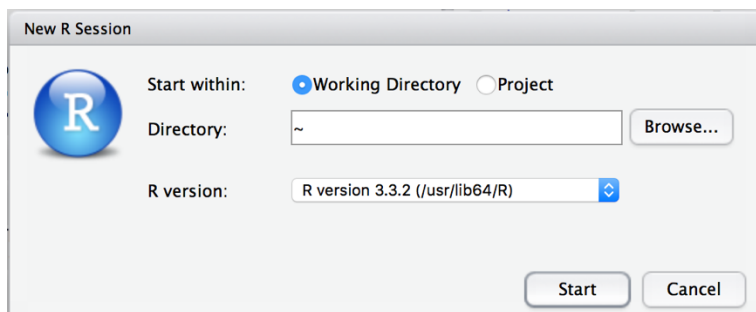 New R Session
R
Start within: Working Directory Project
Directory: ~ Browse...
R version: R version 3.3.2 (/usr/lib64/R)
Start Cancel